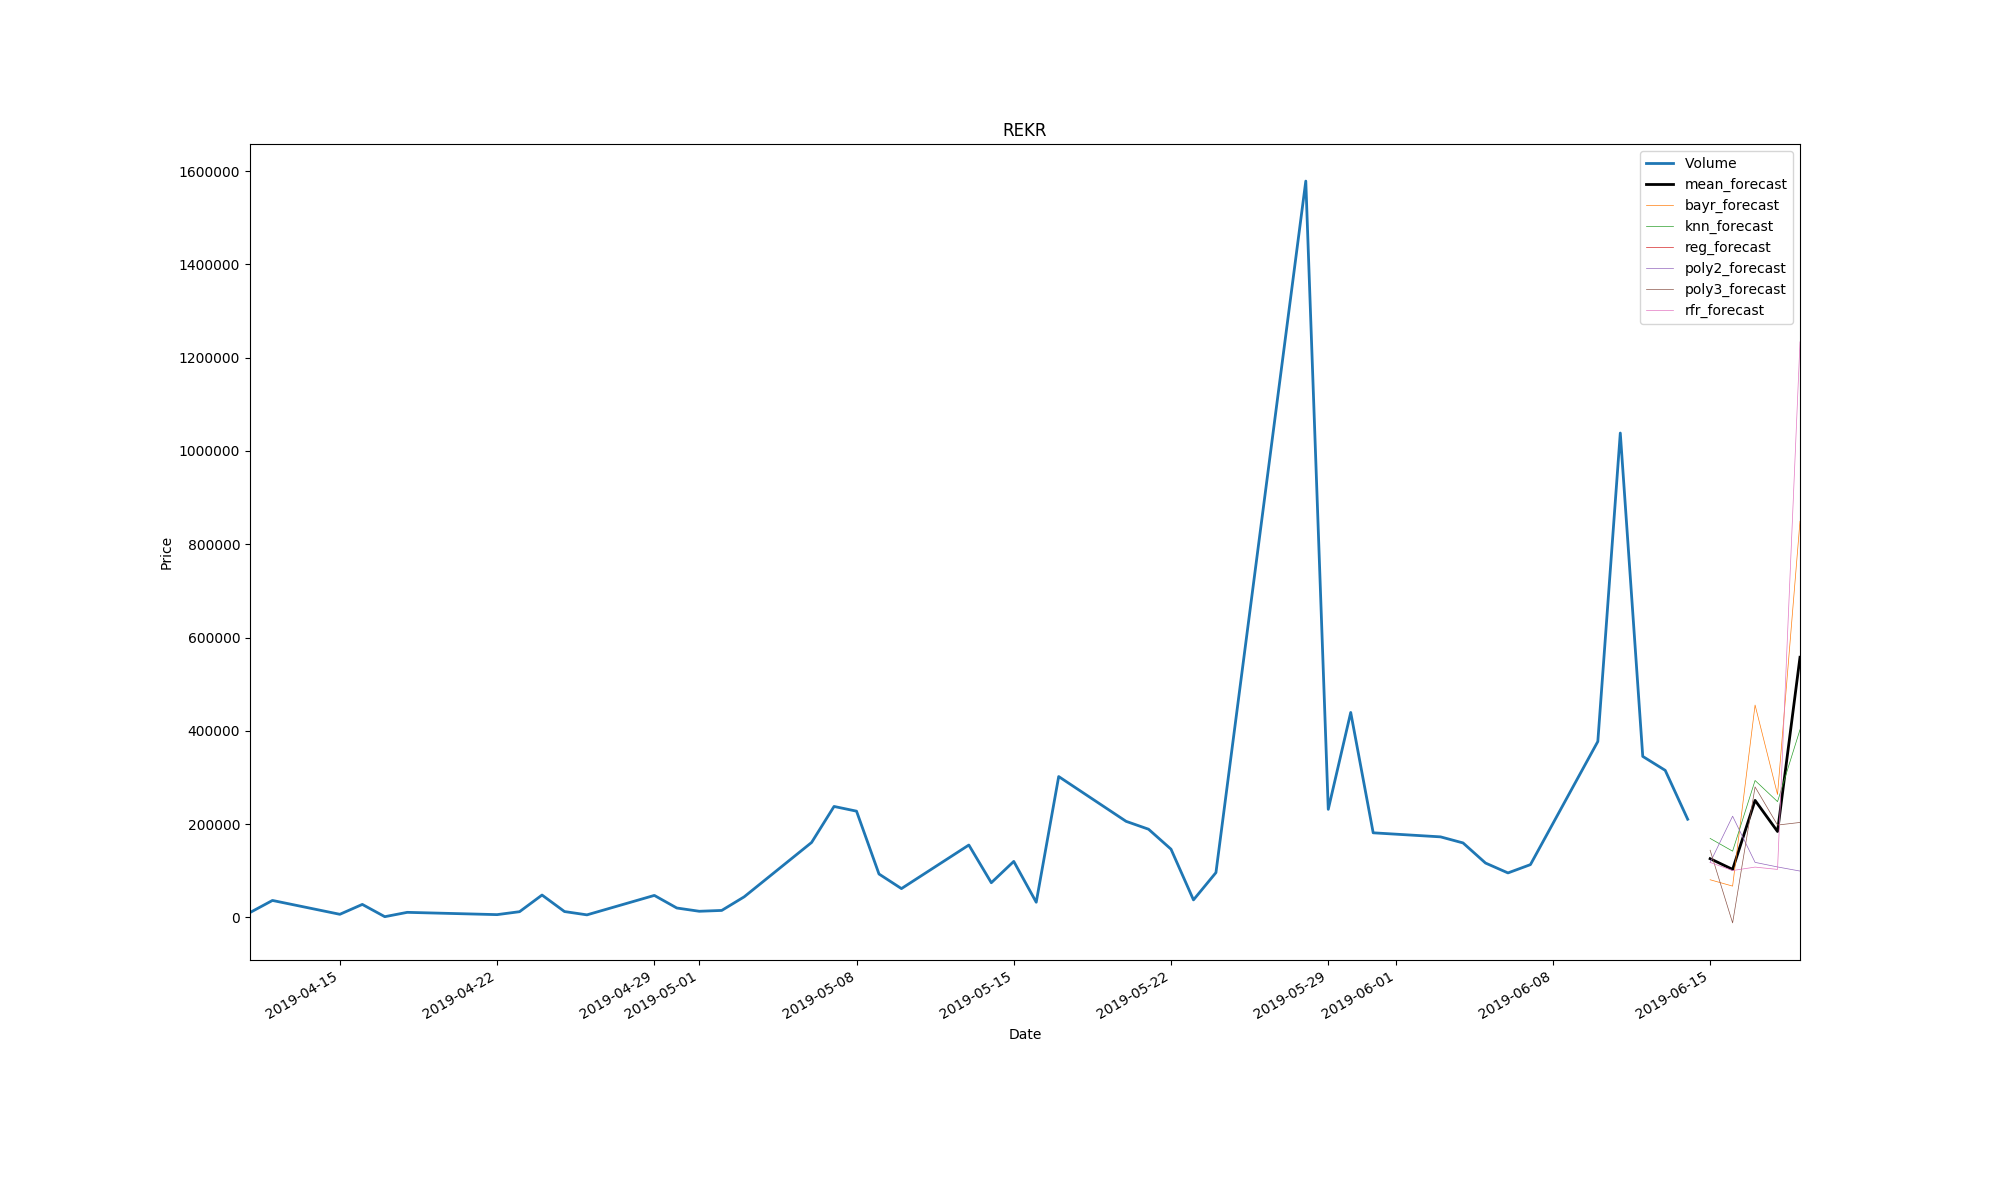 REKR
1600000
1400000
1200000
1000000
800000
600000
400000
200000
0
Price
Volume
mean_forecast
bayr_forecast
knn_forecast
reg_forecast
poly2_forecast
poly3_forecast
rfr_forecast
2019-04-15
2019-04-22
2019-04-29
2019-05-01
2019-05-08
2019-05-15
2019-05-22
2019-05-29
2019-06-01
2019-06-08
2019-06-15
Date